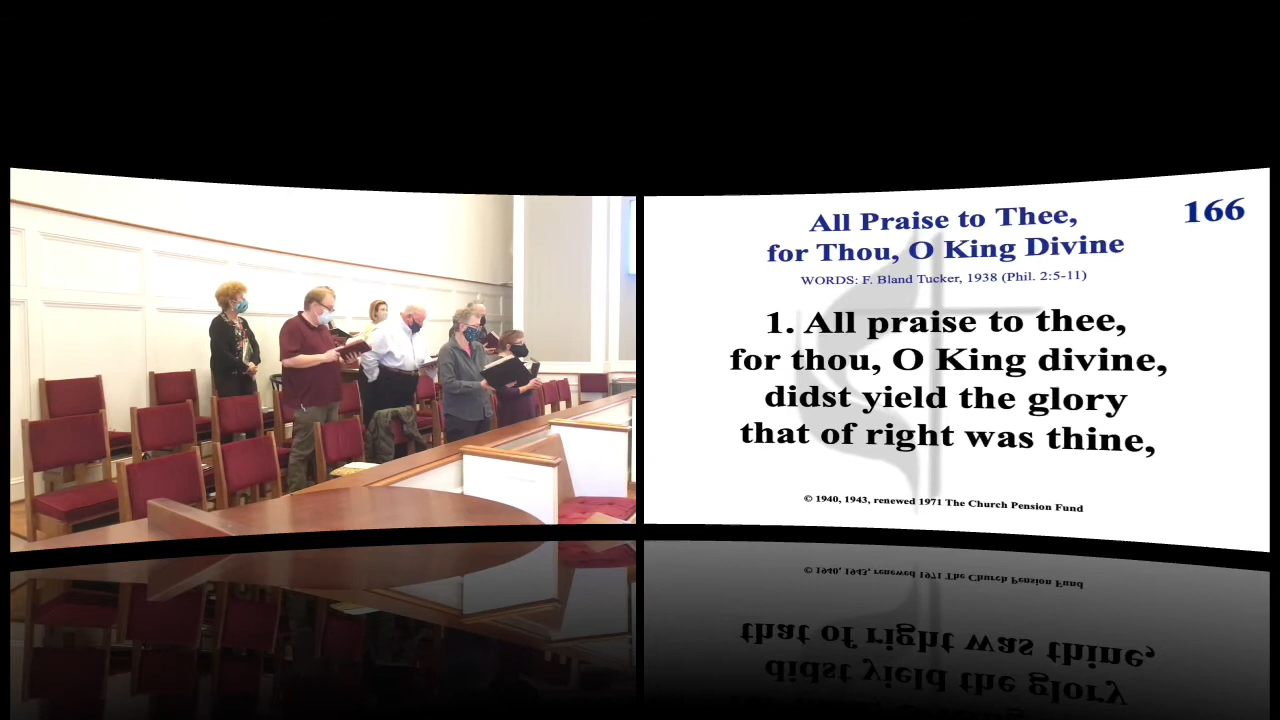 All Praise to Thee,
for Thou, O King Divine
166
WORDS: F. Bland Tucker, 1938 (Phil. 2:5-11)
1. All praise to thee,
for thou, O King divine,
didst yield the glory
that of right was thine,
© 1940, 1943, renewed 1971 The Church Pension Fund